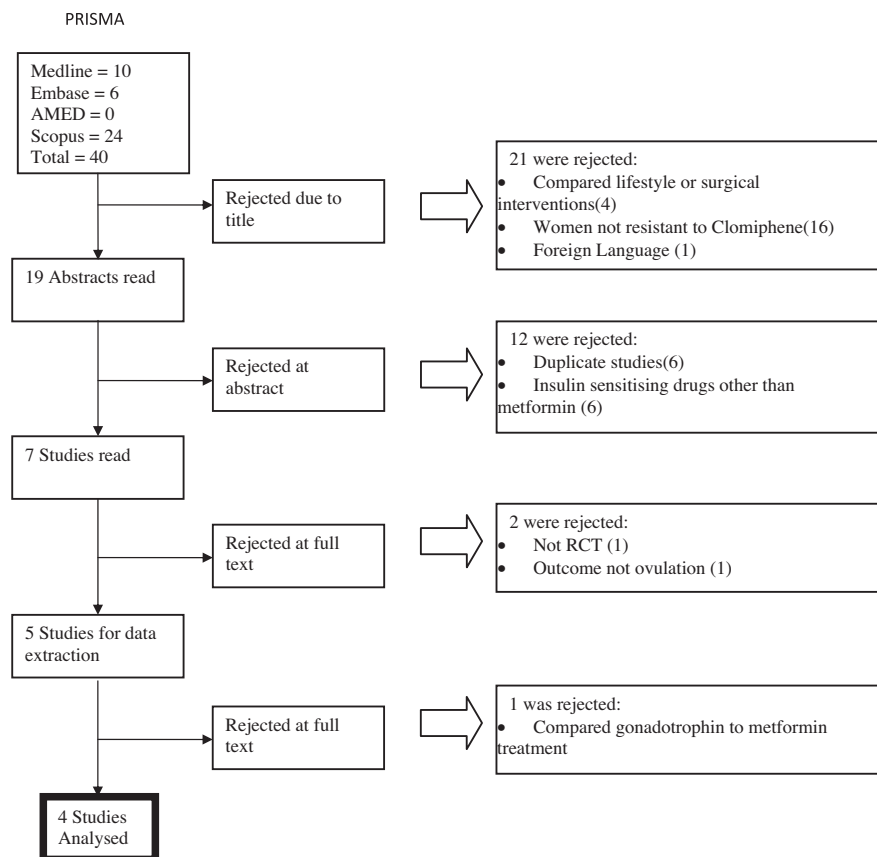 PRISMA
Medline = 10
Embase = 6
AMED = 0
Scopus = 24
Total = 40
Rejected due to
title
21 were rejected:
• Compared lifestyle or surgical
interventions(4)
• Women not resistant to Clomiphene(16)
• Foreign Language (1)
19 Abstracts read
Rejected at
abstract
12 were rejected:
• Duplicate studies(6)
• Insulin sensitising drugs other than
metformin (6)
7 Studies read
Rejected at full
text
2 were rejected:
• Not RCT (1)
• Outcome not ovulation (1)
5 Studies for data
extraction
Rejected at full
text
1 was rejected:
• Compared gonadotrophin to metformin
treatment
4 Studies
Analysed